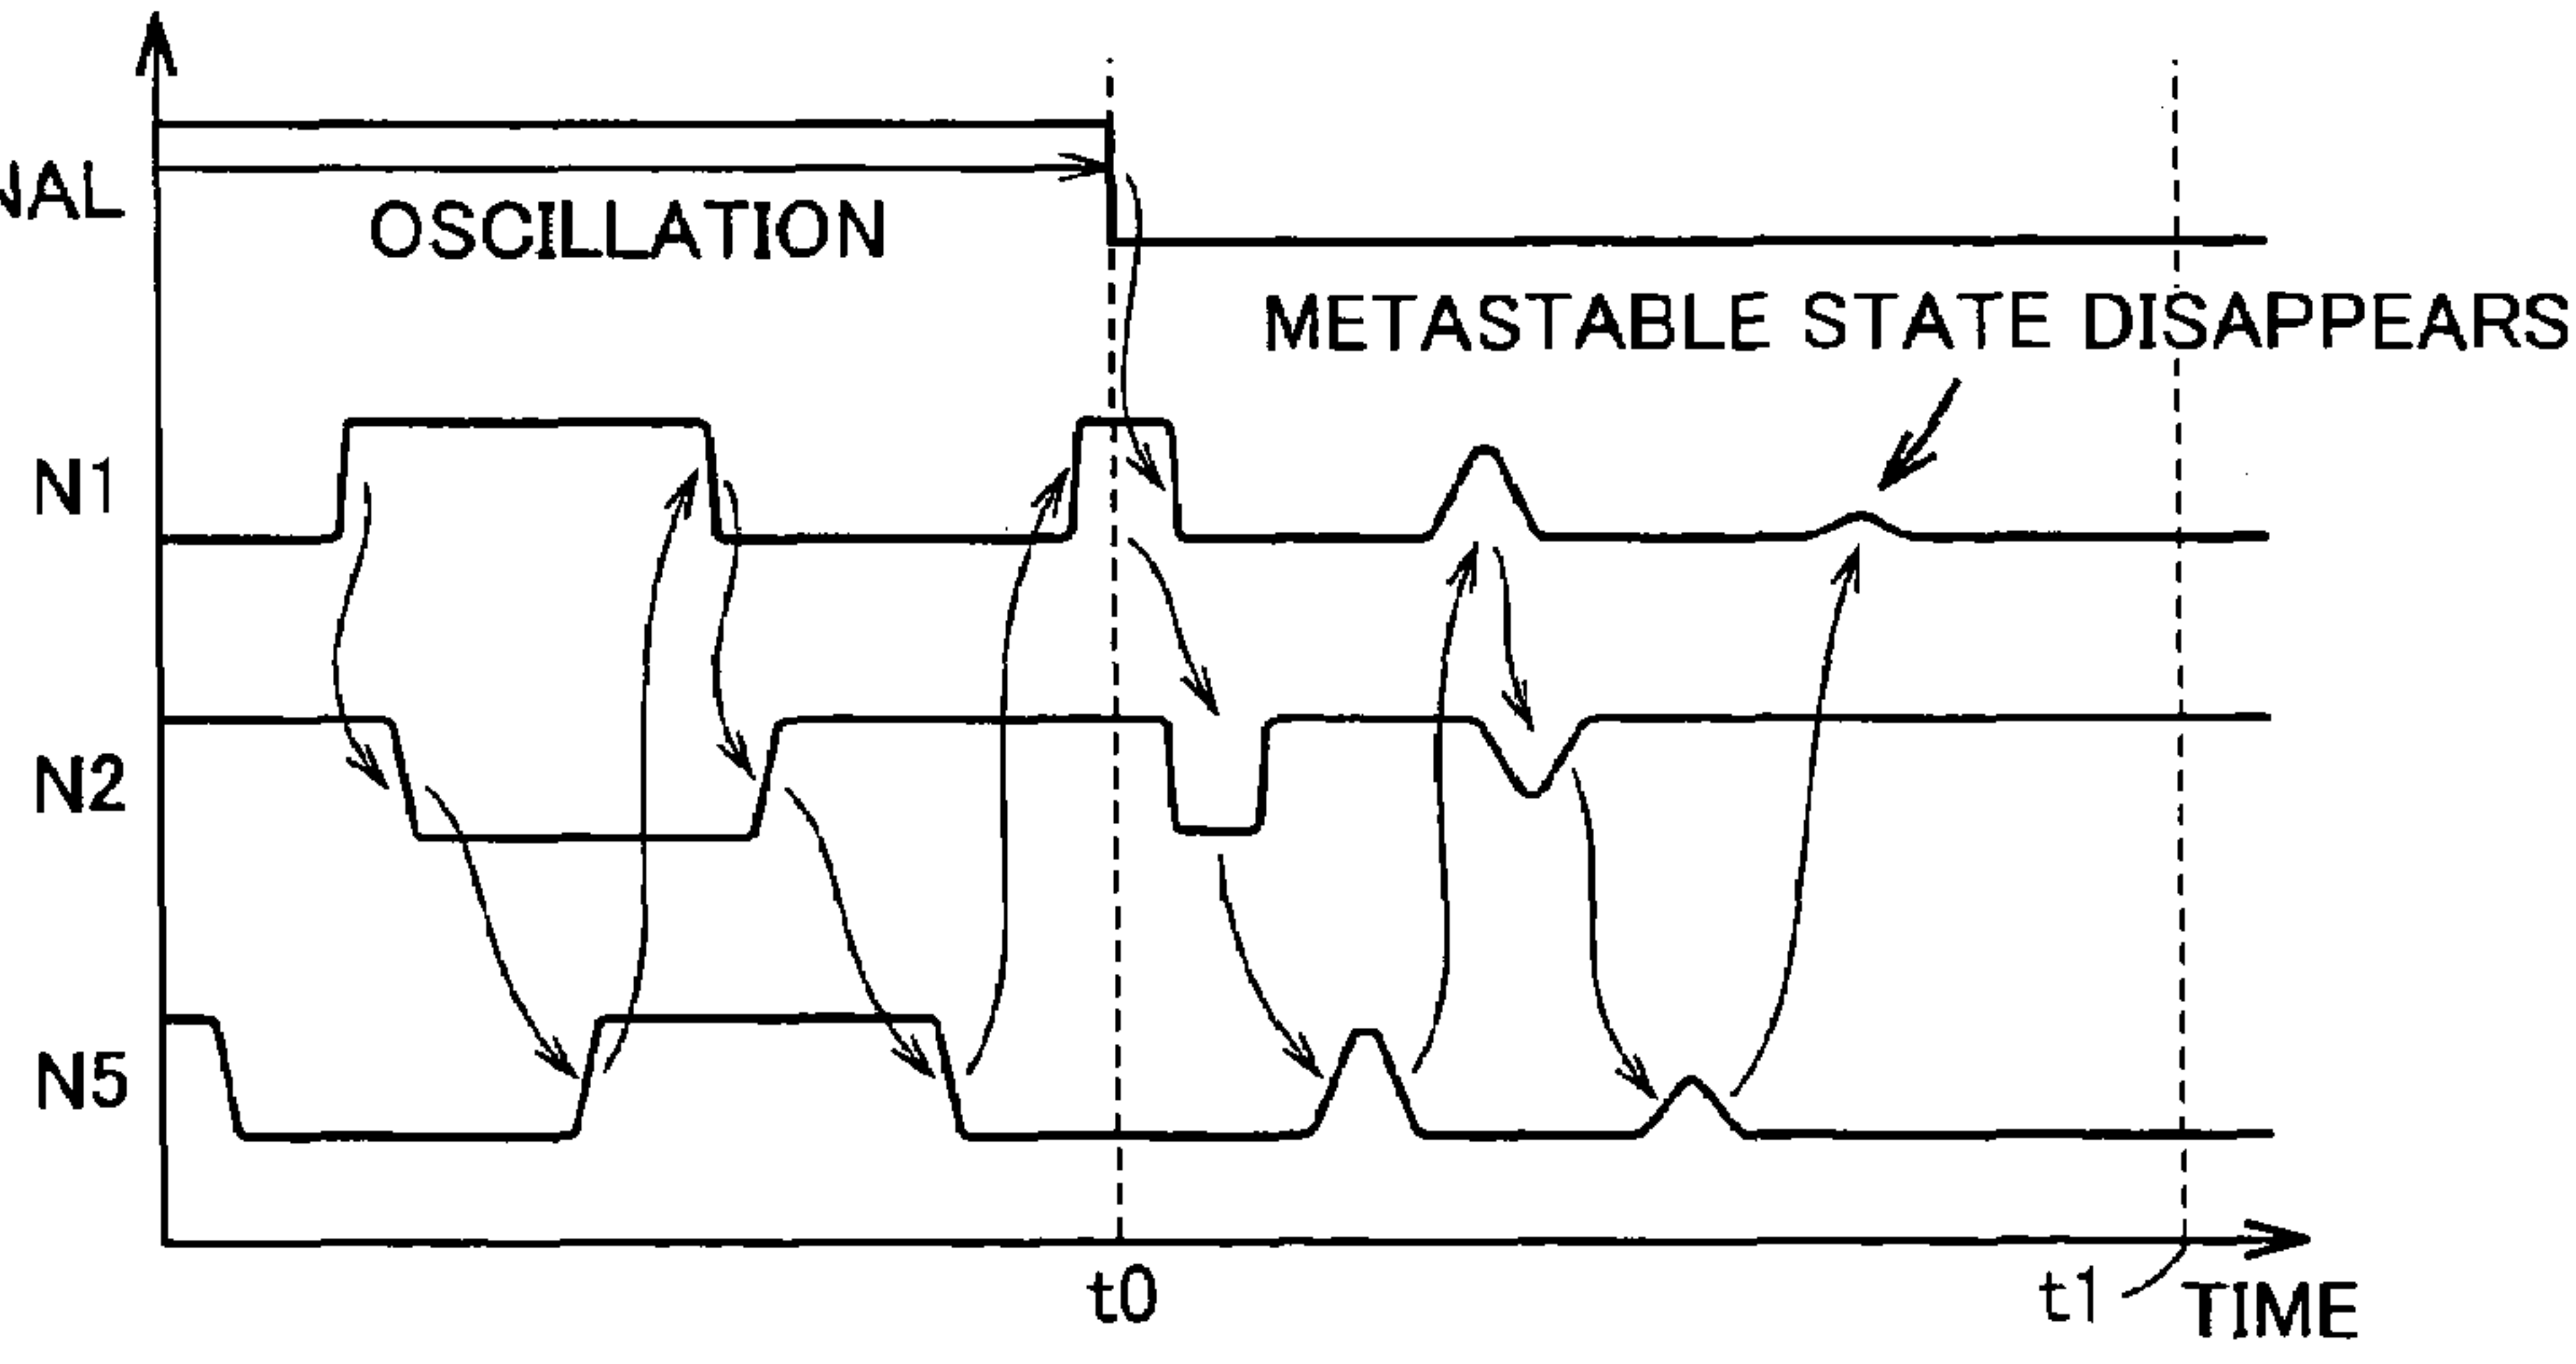 NAL
OSCILLATION
METASTABLE STATE DISAPPEARS
N1
N2
N5
t0
t1
TIME